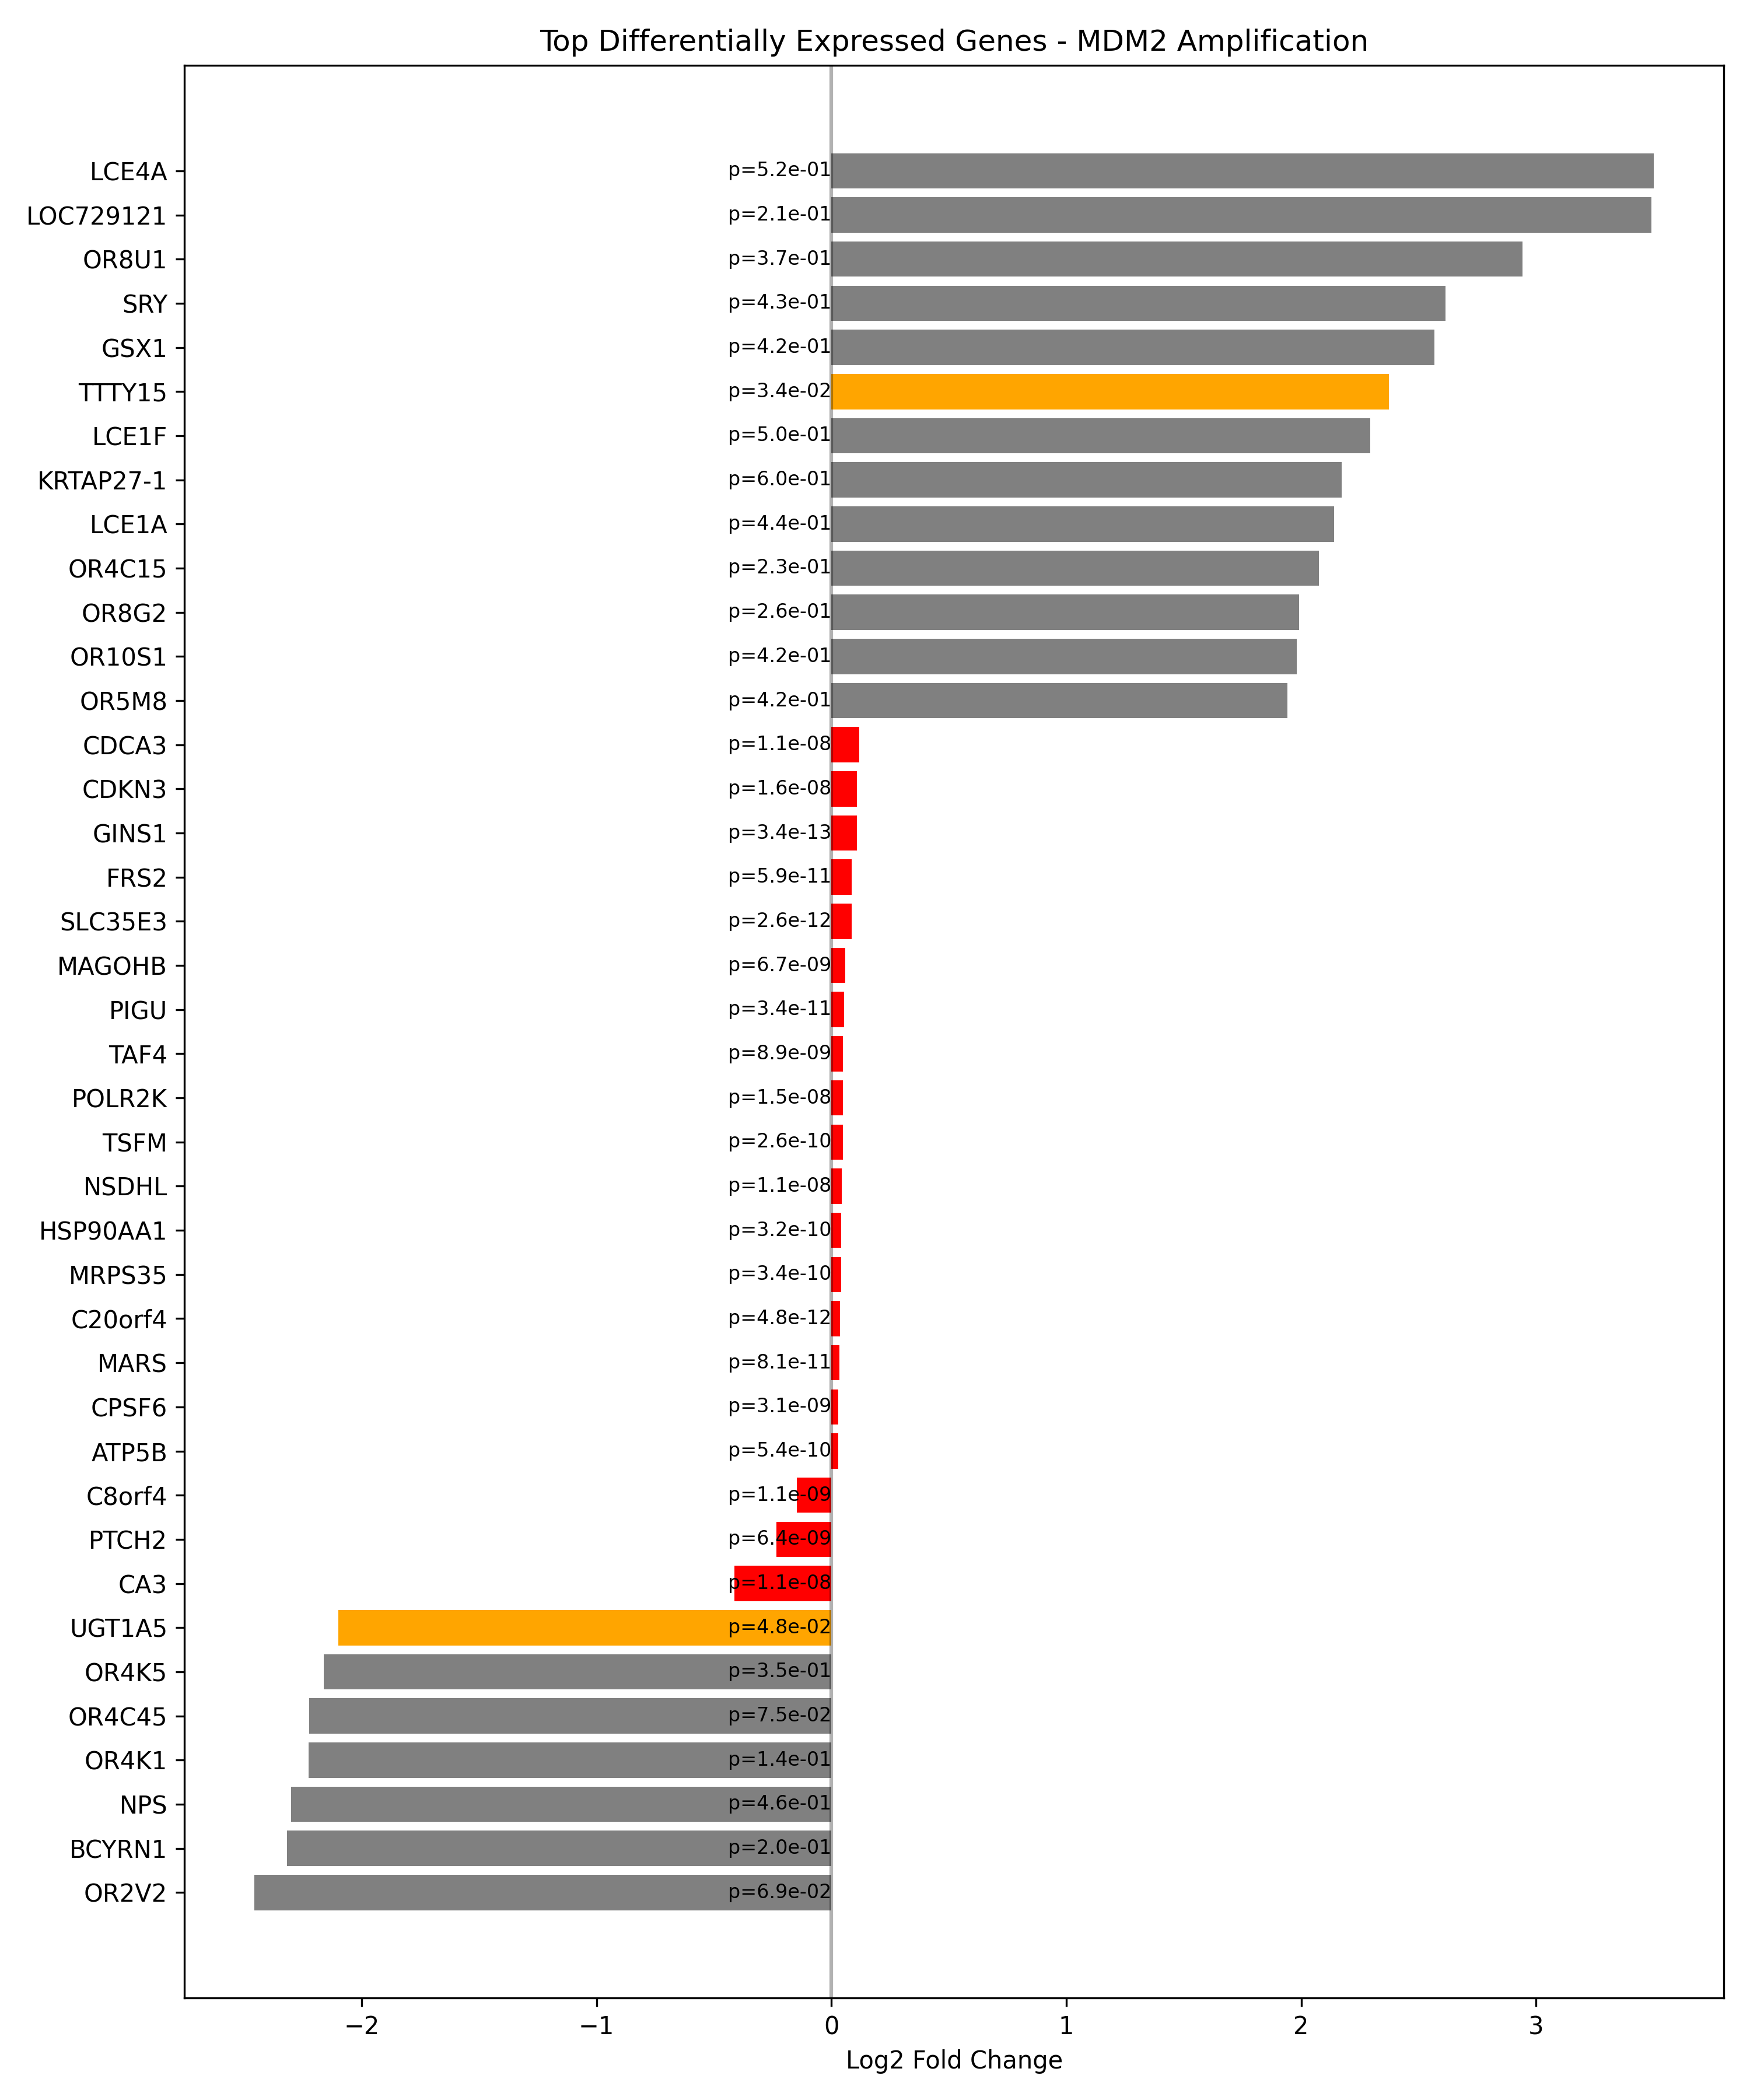 Top Differentially Expressed Genes - MDM2 Amplification
LCE4A p=5.2e-01
LOC729121 p=2.1e-01
OR8U1 p=3.7e-01
SRY p=4.3e-01
GSX1 p=4.2e-01
TTTY15 p=3.4e-02
LCE1F p=5.0e-01
KRTAP27-1 p=6.0e-01
LCE1A p=4.4e-01
OR4C15 p=2.3e-01
OR8G2 p=2.6e-01
OR10S1 p=4.2e-01
OR5M8 p=4.2e-01
CDCA3 p=1.1e-08
CDKN3 p=1.6e-08
GINS1 p=3.4e-13
FRS2 p=5.9e-11
SLC35E3 p=2.6e-12
MAGOHB p=6.7e-09
PIGU p=3.4e-11
TAF4 p=8.9e-09
POLR2K p=1.5e-08
TSFM p=2.6e-10
NSDHL p=1.1e-08
HSP90AA1 p=3.2e-10
MRPS35 p=3.4e-10
C20orf4 p=4.8e-12
MARS p=8.1e-11
CPSF6 p=3.1e-09
ATP5B p=5.4e-10
C8orf4 p=1.1e-09
PTCH2 p=6.4e-09
CA3 p=1.1e-08
UGT1A5 p=4.8e-02
OR4K5 p=3.5e-01
OR4C45 p=7.5e-02
OR4K1 p=1.4e-01
NPS p=4.6e-01
BCYRN1 p=2.0e-01
OR2V2 p=6.9e-02
−2 −1 0 1 2 3
Log2 Fold Change